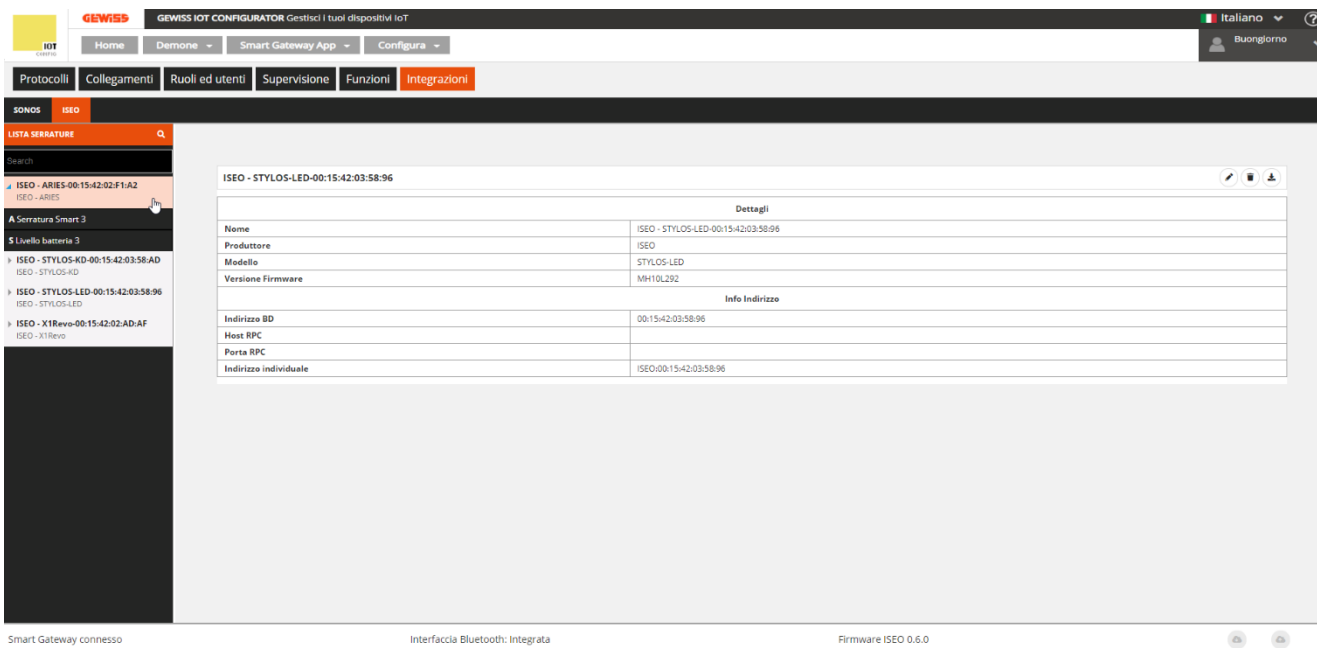 GEWISS GEWISS IOT CONFIGURATOR Gestisci i tuoi dispositivi IoT Italiano ?
IOT
CONFIG
Home Demone Smart Gateway App Configura Buongiorno
Protocolli Collegamenti Ruoli ed utenti Supervisione Funzioni Integrazioni
SONOS ISEO
LISTA SERRATURE
Search
ISEO - ARIES-00:15:42:02:F1:A2
ISEO - ARIES
A Serratura Smart 3
S Livello batteria 3
ISEO - STYLOS-KD-00:15:42:03:58:AD
ISEO - STYLOS-KD
ISEO - STYLOS-LED-00:15:42:03:58:96
ISEO - STYLOS-LED
ISEO - X1Revo-00:15:42:02:AD:AF
ISEO - X1Revo
ISEO - STYLOS-LED-00:15:42:03:58:96
Dettagli
Nome ISEO - STYLOS-LED-00:15:42:03:58:96
Produttore ISEO
Modello STYLOS-LED
Versione Firmware MH10L292
Info Indirizzo
Indirizzo BD 00:15:42:03:58:96
Host RPC
Porta RPC
Indirizzo individuale ISEO:00:15:42:03:58:96
Smart Gateway connesso Interfaccia Bluetooth: Integrata Firmware ISEO 0.6.0